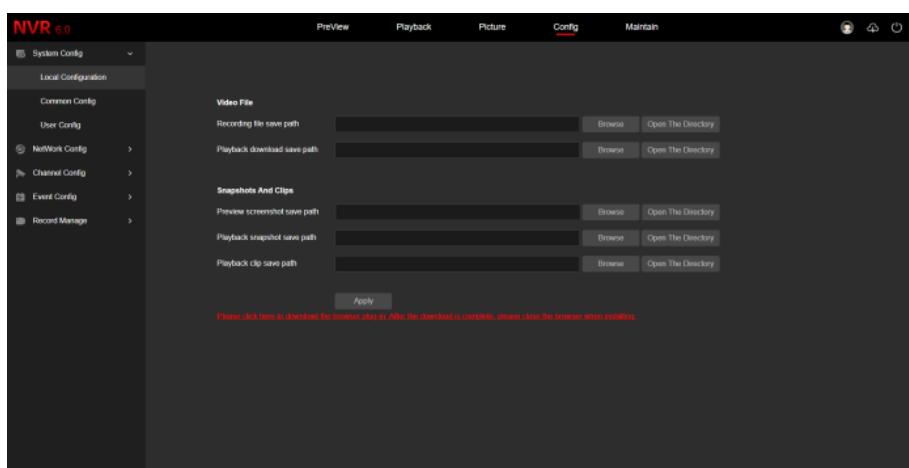 NVR 6.0 PreView Playback Picture Config Maintain
System Config
Local Configuration
Common Config
User Config
NetWork Config
Channel Config
Event Config
Record Manage
Video File
Recording file save path Browse Open The Directory
Playback download save path Browse Open The Directory
Snapshots And Clips
Preview screenshot save path Browse Open The Directory
Playback snapshot save path Browse Open The Directory
Playback clip save path Browse Open The Directory
Apply
Please click here to download the browser plug-in. After the download is complete, please close the browser when installing.